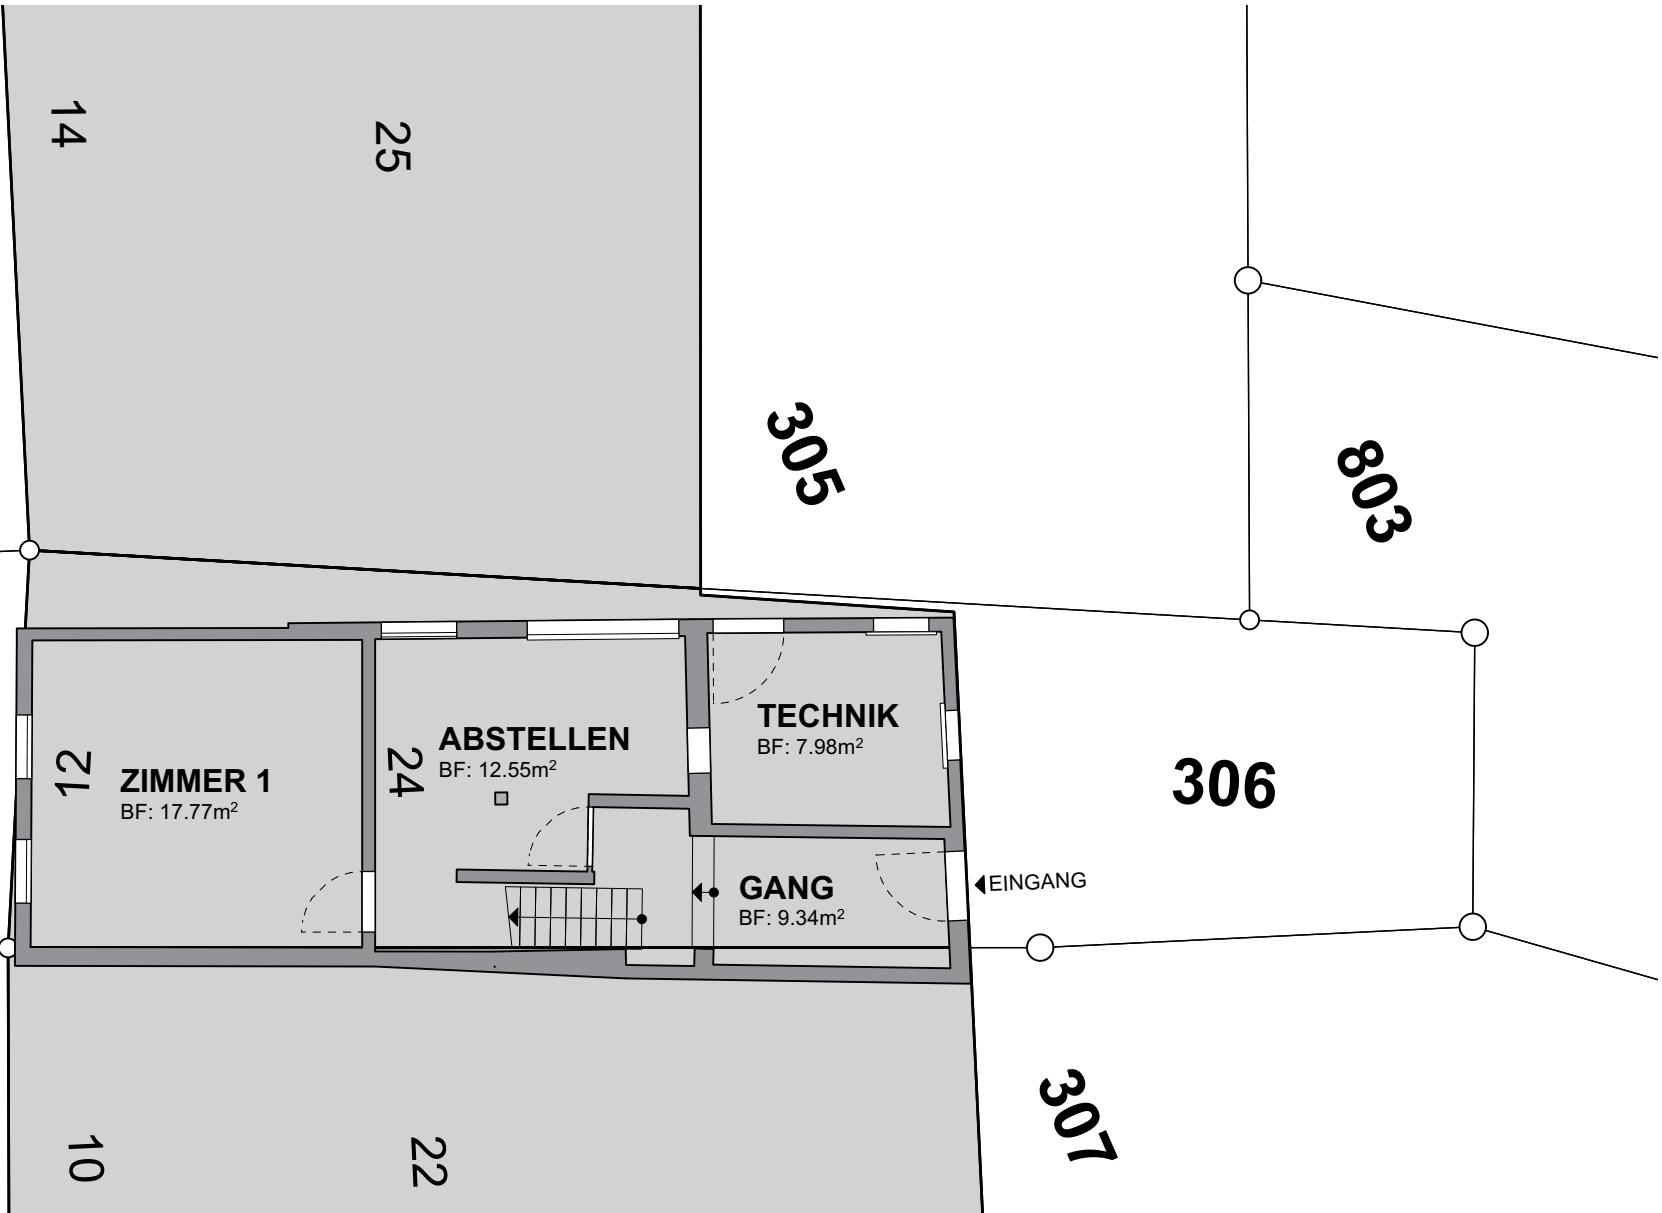 14
25
305
803
12
ZIMMER 1
BF: 17.77m²
24
ABSTELLEN
BF: 12.55m²
TECHNIK
BF: 7.98m²
306
GANG
BF: 9.34m²
EINGANG
10
22
307